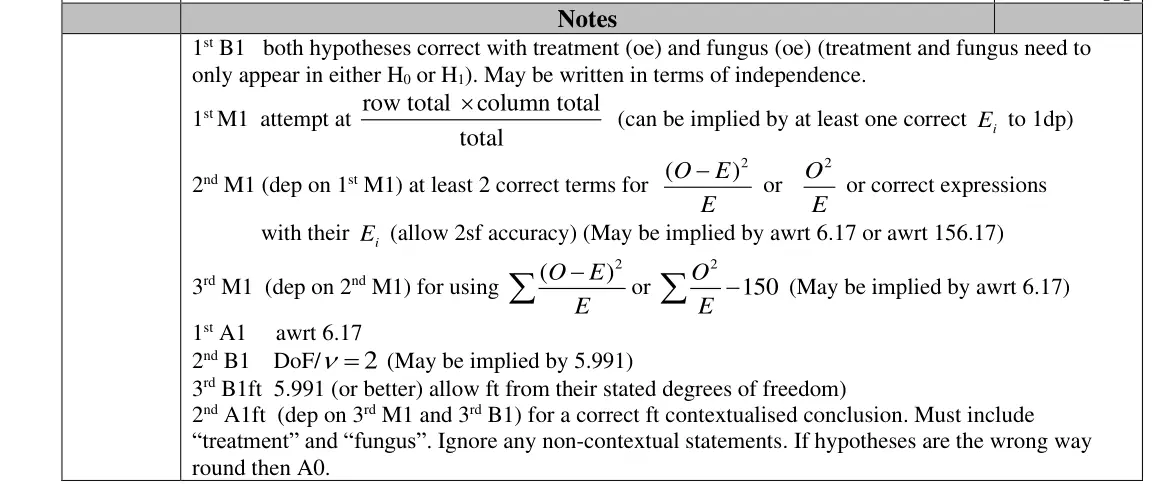 Notes
1st B1 both hypotheses correct with treatment (oe) and fungus (oe) (treatment and fungus need to
only appear in either H0 or H1). May be written in terms of independence.
1st M1 attempt at row total ×column total / total (can be implied by at least one correct Ei to 1dp)
2nd M1 (dep on 1st M1) at least 2 correct terms for (O − E)² / E or O² / E or correct expressions
with their Ei (allow 2sf accuracy) (May be implied by awrt 6.17 or awrt 156.17)
3rd M1 (dep on 2nd M1) for using ∑ (O − E)² / E or ∑ O² / E −150 (May be implied by awrt 6.17)
1st A1 awrt 6.17
2nd B1 DoF/ν = 2 (May be implied by 5.991)
3rd B1ft 5.991 (or better) allow ft from their stated degrees of freedom)
2nd A1ft (dep on 3rd M1 and 3rd B1) for a correct ft contextualised conclusion. Must include
“treatment” and “fungus”. Ignore any non-contextual statements. If hypotheses are the wrong way
round then A0.